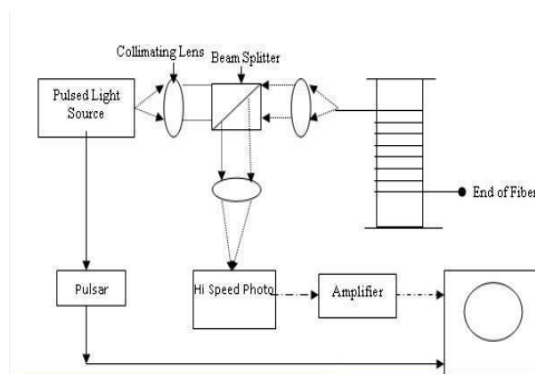 Collimating Lens
Beam Splitter
Pulsed Light
Source
End of Fiber
Pulsar
Hi Speed Photo
Amplifier